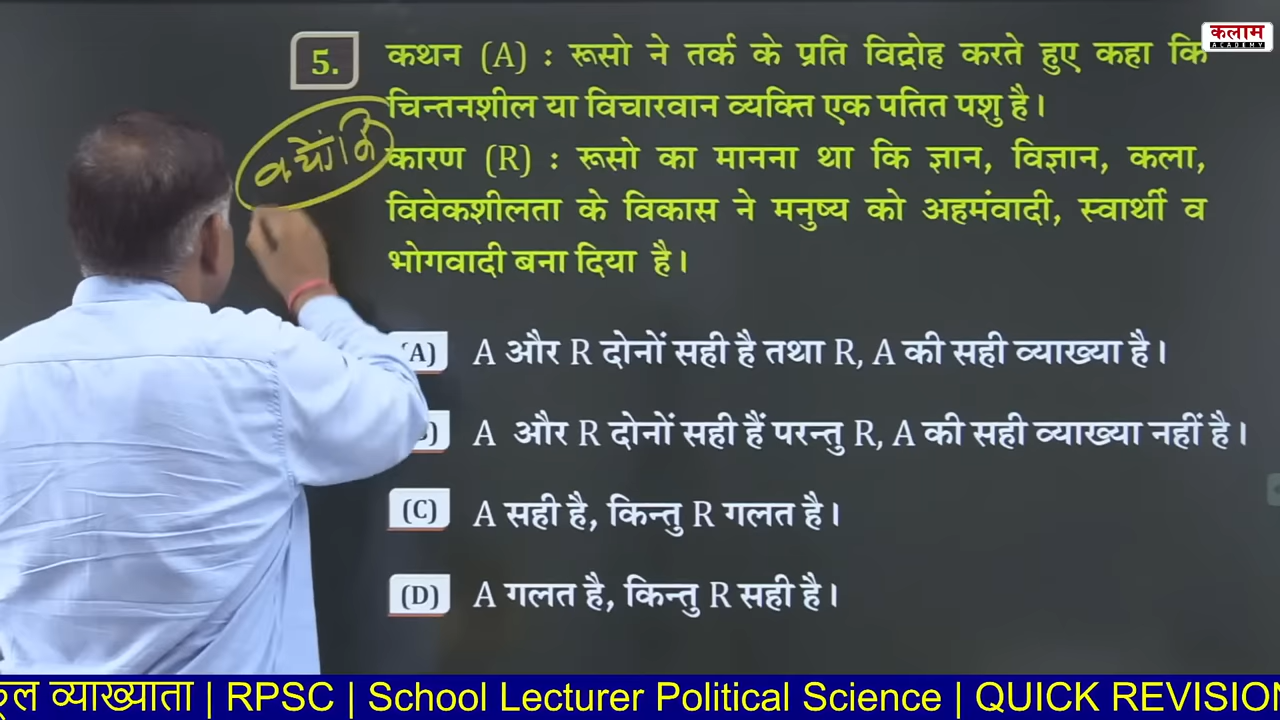 कलाम
ACADEMY
5.
कथन (A) : रूसो ने तर्क के प्रति विद्रोह करते हुए कहा कि
चिन्तनशील या विचारवान व्यक्ति एक पतित पशु है।
क्योंकि
कारण (R) : रूसो का मानना था कि ज्ञान, विज्ञान, कला,
विवेकशीलता के विकास ने मनुष्य को अहमंवादी, स्वार्थी व
भोगवादी बना दिया है।
(A) A और R दोनों सही है तथा R, A की सही व्याख्या है।
A और R दोनों सही हैं परन्तु R, A की सही व्याख्या नहीं है।
(C) A सही है, किन्तु R गलत है।
(D) A गलत है, किन्तु R सही है।
व्याख्याता | RPSC | School Lecturer Political Science | QUICK REVISION